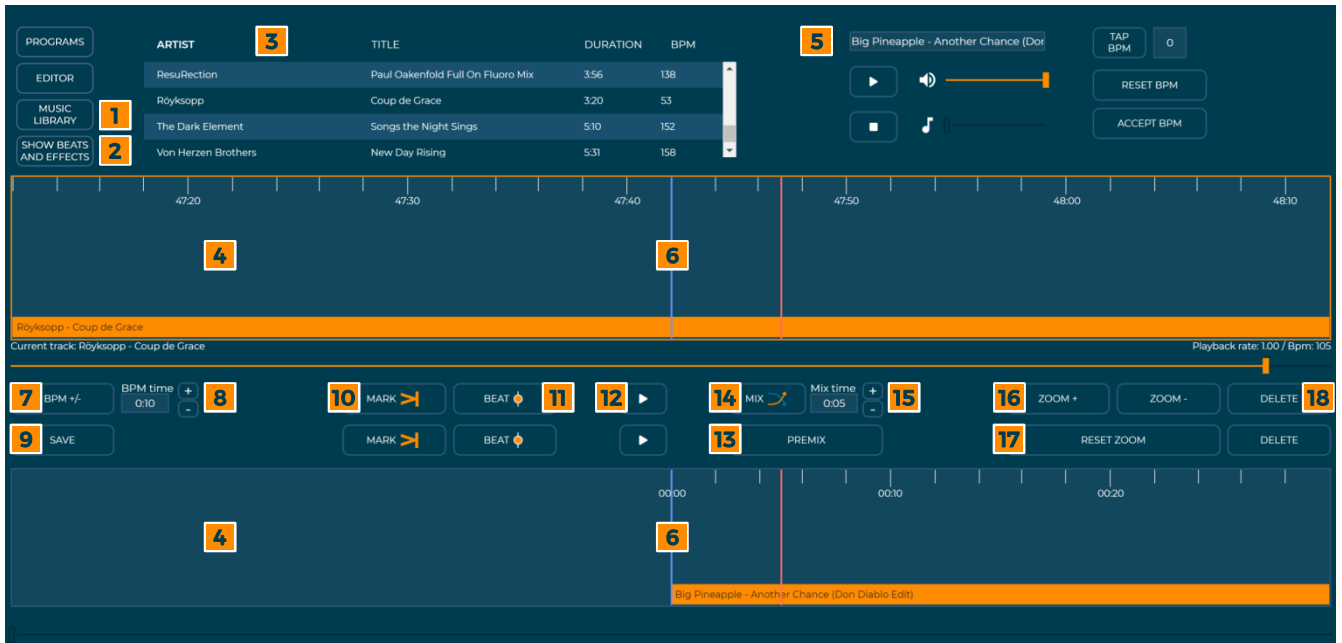 PROGRAMS
EDITOR
MUSIC
LIBRARY
1
SHOW BEATS
AND EFFECTS
2
ARTIST 3 TITLE DURATION BPM
ResuRection Paul Oakenfold Full On Fluoro Mix 3:56 138
Röyksopp Coup de Grace 3:20 53
The Dark Element Songs the Night Sings 5:10 152
Von Herzen Brothers New Day Rising 5:31 158
5 Big Pineapple - Another Chance (Don
TAP
BPM
0
RESET BPM
ACCEPT BPM
47:20 47:30 47:40 47:50 48:00 48:10
4 6
Röyksopp - Coup de Grace
Current track: Röyksopp - Coup de Grace Playback rate: 1.00 / Bpm: 105
7 BPM +/-
BPM time
0:10
+
-
8
10 MARK BEAT 11 12
14 MIX
Mix time
0:05
+
-
15
16 ZOOM + ZOOM - DELETE 18
9 SAVE MARK BEAT 13 PREMIX 17 RESET ZOOM DELETE
00:00 00:10 00:20
4 6
Big Pineapple - Another Chance (Don Diablo Edit)